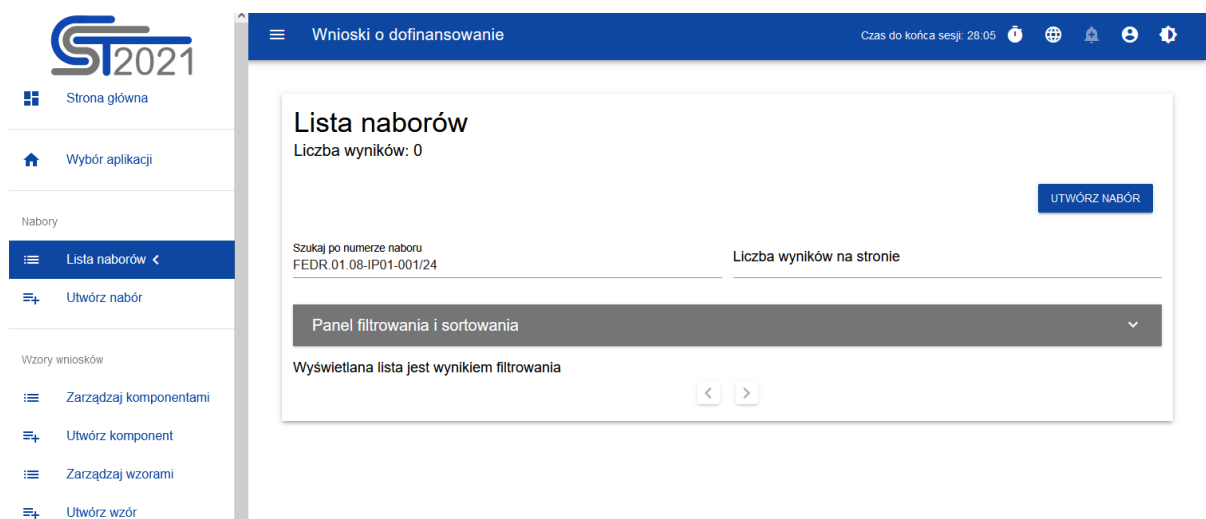 ST2021
Strona główna
Wybór aplikacji
Nabory
Lista naborów
Utwórz nabór
Wzory wniosków
Zarządzaj komponentami
Utwórz komponent
Zarządzaj wzorami
Utwórz wzór
Wnioski o dofinansowanie
Czas do końca sesji: 28:05
Lista naborów
Liczba wyników: 0
UTWÓRZ NABÓR
Szukaj po numerze naboru
FEDR.01.08-IP01-001/24
Liczba wyników na stronie
Panel filtrowania i sortowania
Wyświetlana lista jest wynikiem filtrowania